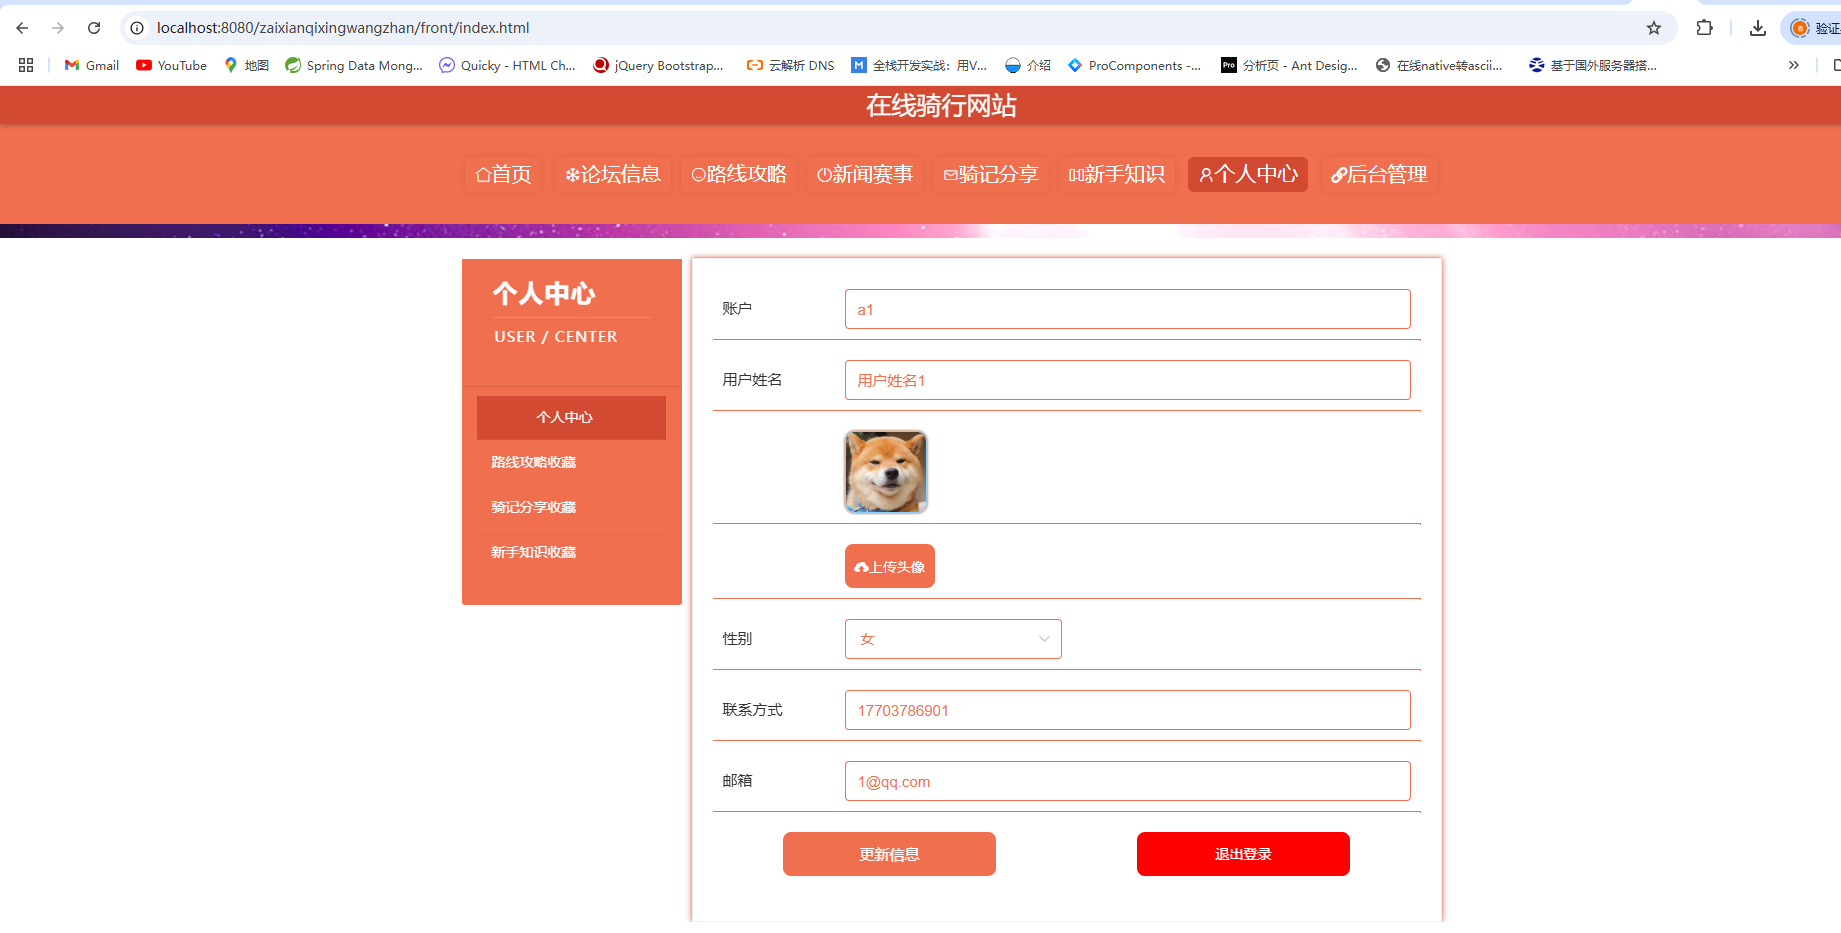 localhost:8080/zaixianqixingwangzhan/front/index.html
验证
Gmail
YouTube
地图
Spring Data Mong...
Quicky - HTML Ch...
jQuery Bootstrap...
云解析 DNS
全栈开发实战：用V...
介绍
ProComponents -...
Pro
分析页 - Ant Desig...
在线native转ascii...
基于国外服务器搭...
在线骑行网站
首页
论坛信息
路线攻略
新闻赛事
骑记分享
新手知识
个人中心
后台管理
个人中心
USER / CENTER
个人中心
路线攻略收藏
骑记分享收藏
新手知识收藏
账户
a1
用户姓名
用户姓名1
上传头像
性别
女
联系方式
17703786901
邮箱
1@qq.com
更新信息
退出登录